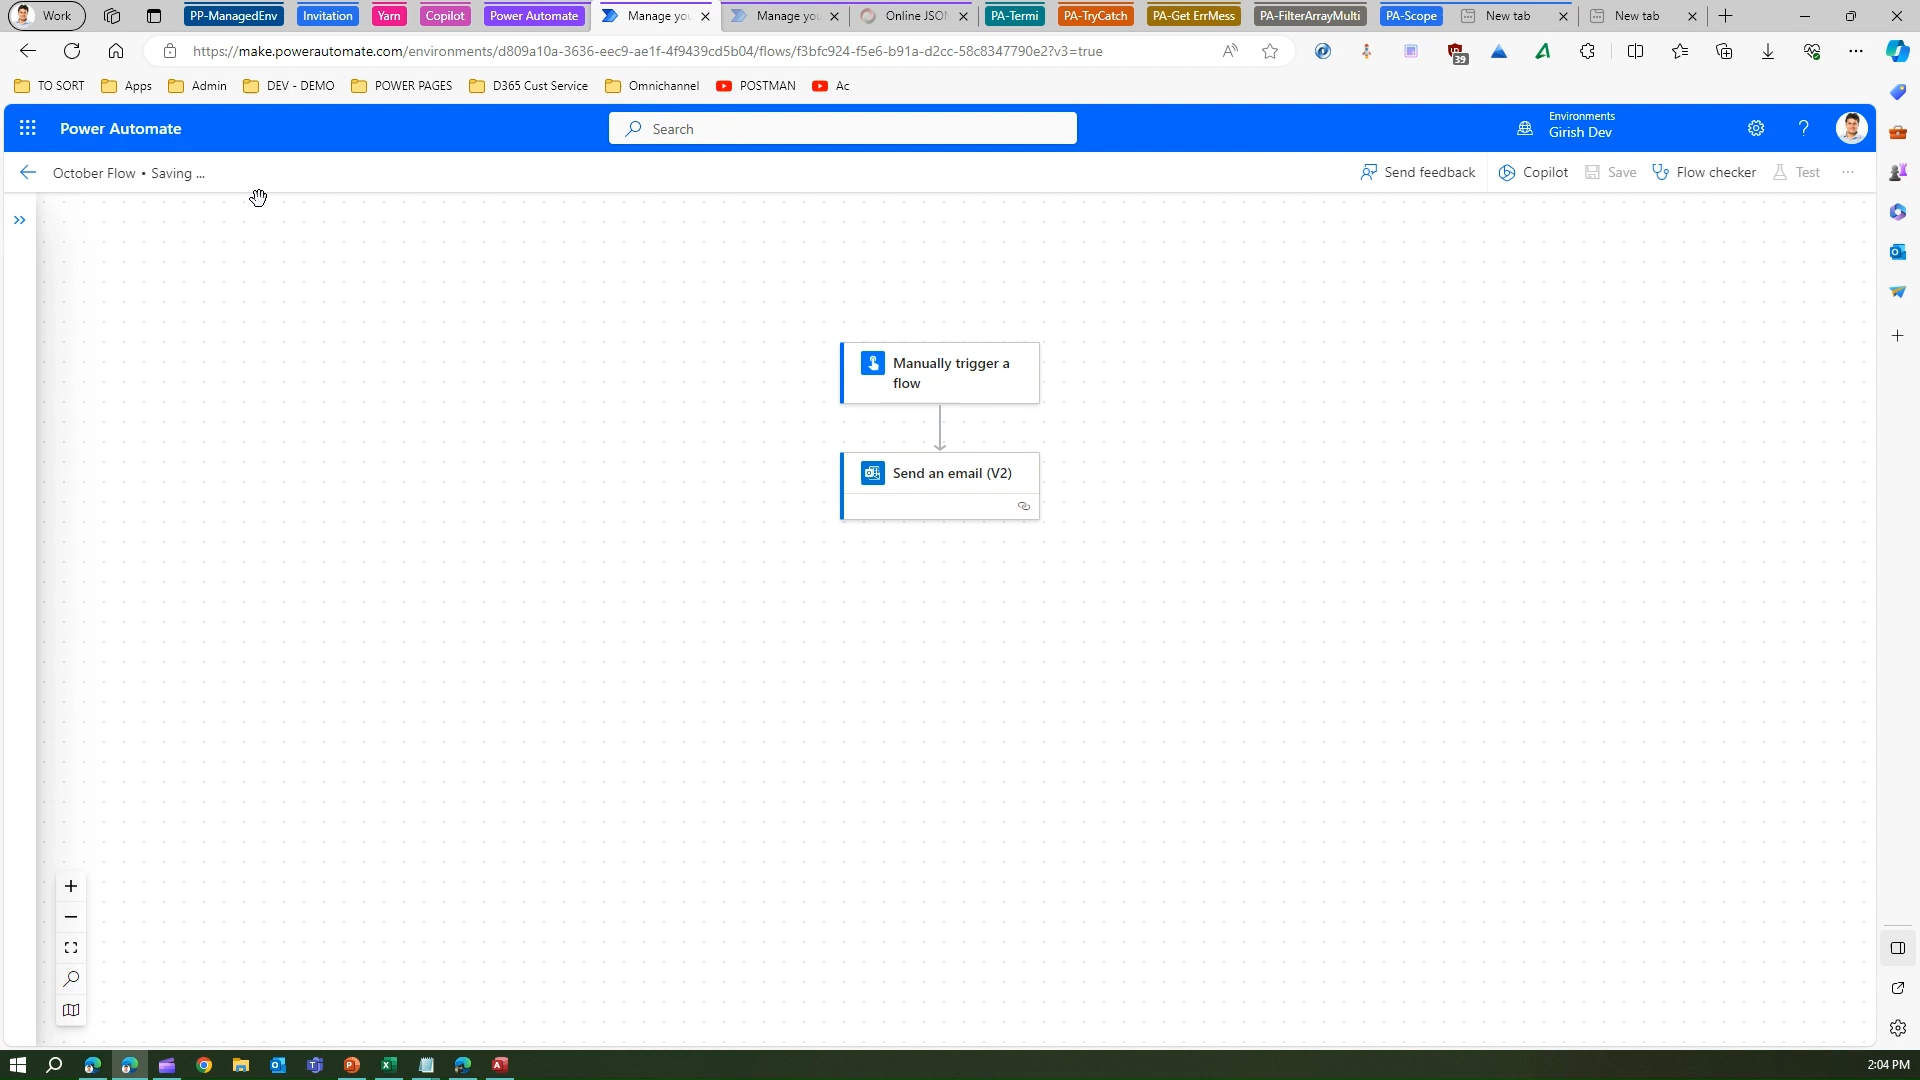 Work
PP-ManagedEnv
Invitation
Yarn
Copilot
Power Automate
Manage yo
Manage yo
Online JSO
PA-Termi
PA-TryCatch
PA-Get ErrMess
PA-FilterArrayMulti
PA-Scope
New tab
New tab
https://make.powerautomate.com/environments/d809a10a-3636-eec9-ae1f-4f9439cd5b04/flows/f3bfc924-f5e6-b91a-d2cc-58c8347790e2?v3=true
39
TO SORT
Apps
Admin
DEV - DEMO
POWER PAGES
D365 Cust Service
Omnichannel
POSTMAN
Ac
Power Automate
Search
Environments
Girish Dev
October Flow • Saving ...
Send feedback
Copilot
Save
Flow checker
Test
Manually trigger a
flow
Send an email (V2)
2:04 PM